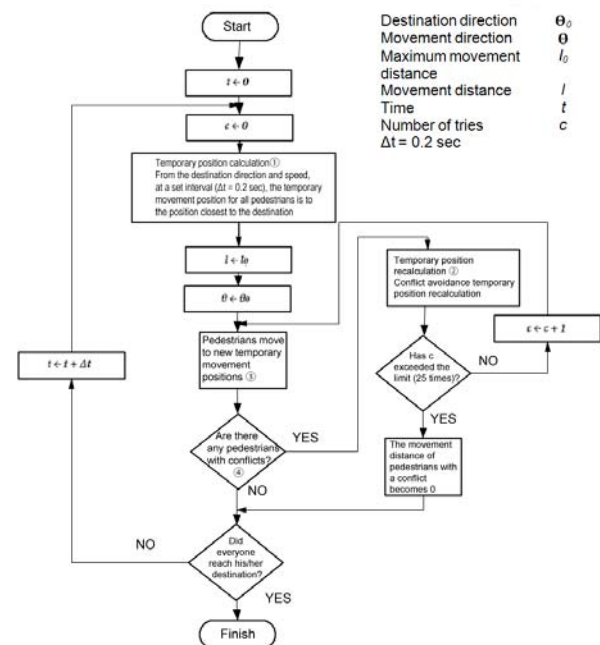 Start
t ← 0
c ← 0
Temporary position calculation①
From the destination direction and speed,
at a set interval (Δt = 0.2 sec), the temporary
movement position for all pedestrians is to
the position closest to the destination
l ← l₀
θ ← θ₀
Pedestrians move
to new temporary
movement
positions ③
Are there
any pedestrians
with conflicts?
④
YES
NO
Did
everyone
reach his/her
destination?
NO
YES
Finish
t ← t + Δt
Temporary position
recalculation ②
Conflict avoidance temporary
position recalculation
Has c
exceeded the
limit (25 times)?
NO
c ← c + 1
YES
The movement
distance of
pedestrians with
a conflict
becomes 0
Destination direction Θ₀
Movement direction Θ
Maximum movement l₀
distance
Movement distance l
Time t
Number of tries c
Δt = 0.2 sec